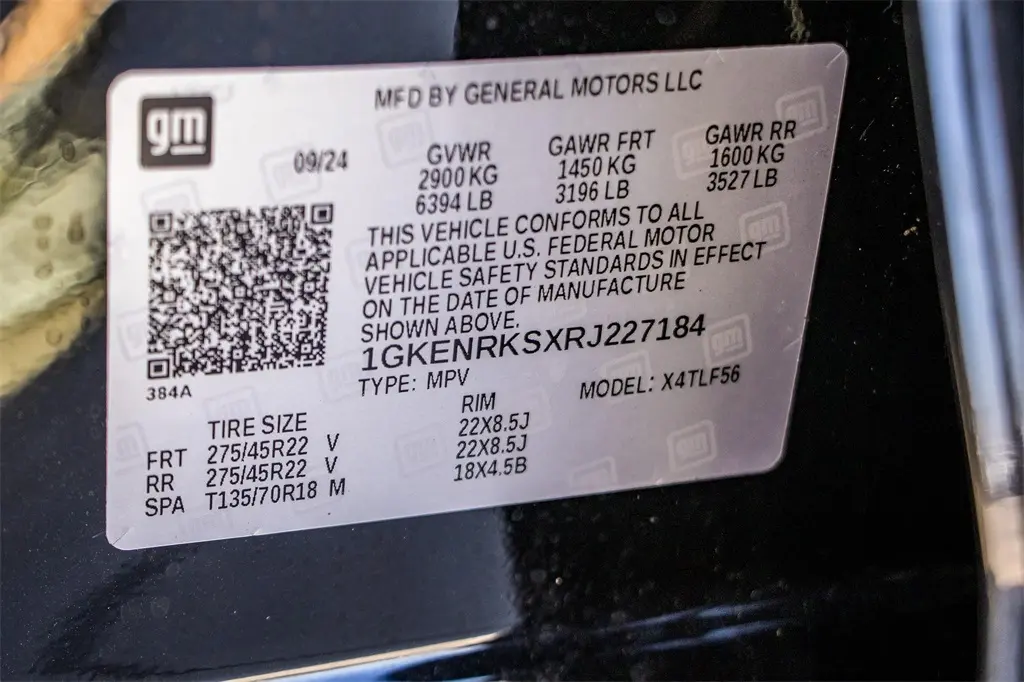 gm
MFD BY GENERAL MOTORS LLC
09/24
GVWR
2900 KG
6394 LB
GAWR FRT
1450 KG
3196 LB
GAWR RR
1600 KG
3527 LB
THIS VEHICLE CONFORMS TO ALL
APPLICABLE U.S. FEDERAL MOTOR
VEHICLE SAFETY STANDARDS IN EFFECT
ON THE DATE OF MANUFACTURE
SHOWN ABOVE.
1GKENRKSXRJ227184
TYPE: MPV
MODEL: X4TLF56
384A
TIRE SIZE
RIM
FRT 275/45R22 V 22X8.5J
RR 275/45R22 V 22X8.5J
SPA T135/70R18 M 18X4.5B